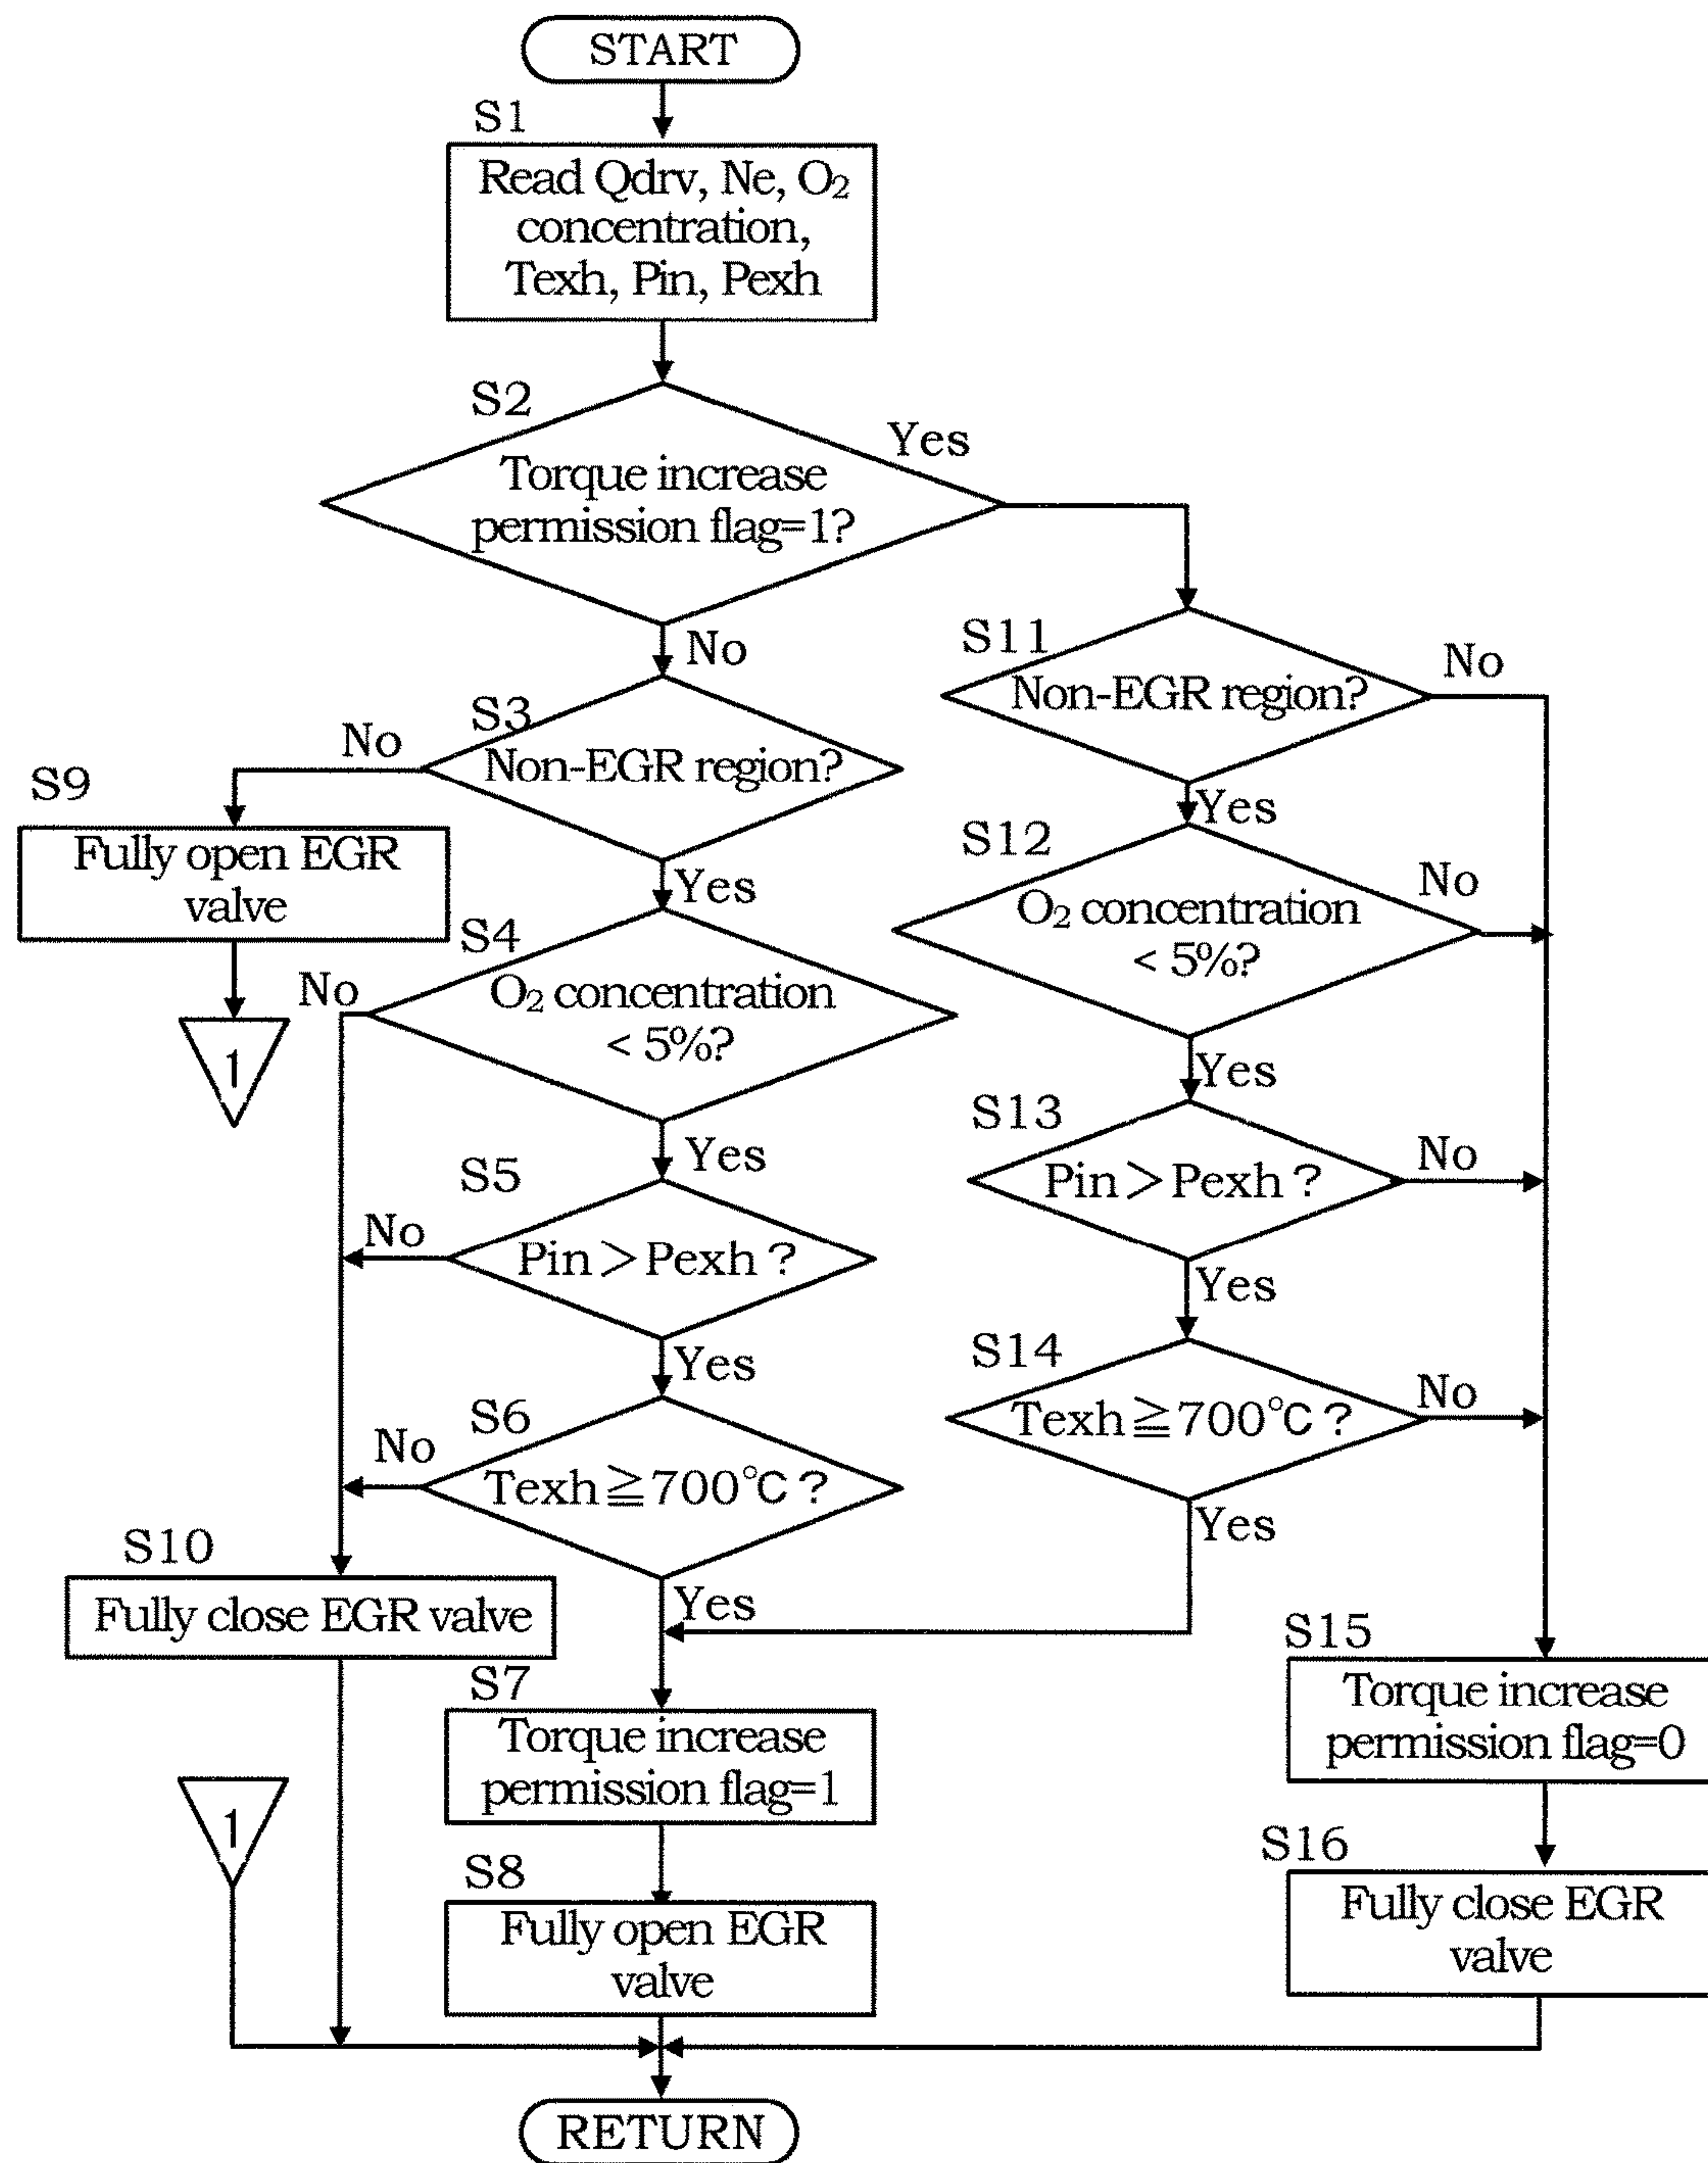 START
S1
Read Qdrv, Ne, O₂
concentration,
Texh, Pin, Pexh
S2
Yes
Torque increase
permission flag=1?
No
S11
No
Non-EGR region?
S3
No
Non-EGR region?
S9
Yes
S12
Fully open EGR
valve
Yes
No
O₂ concentration
< 5%?
S4
No
O₂ concentration
< 5%?
1
Yes
S13
No
Pin＞Pexh ?
Yes
S5
No
Pin＞Pexh ?
Yes
S14
No
Texh≧700℃ ?
Yes
S6
No
Texh≧700℃ ?
Yes
S10
Fully close EGR valve
Yes
S15
Torque increase
permission flag=0
S7
Torque increase
permission flag=1
1
S16
Fully close EGR
valve
S8
Fully open EGR
valve
RETURN